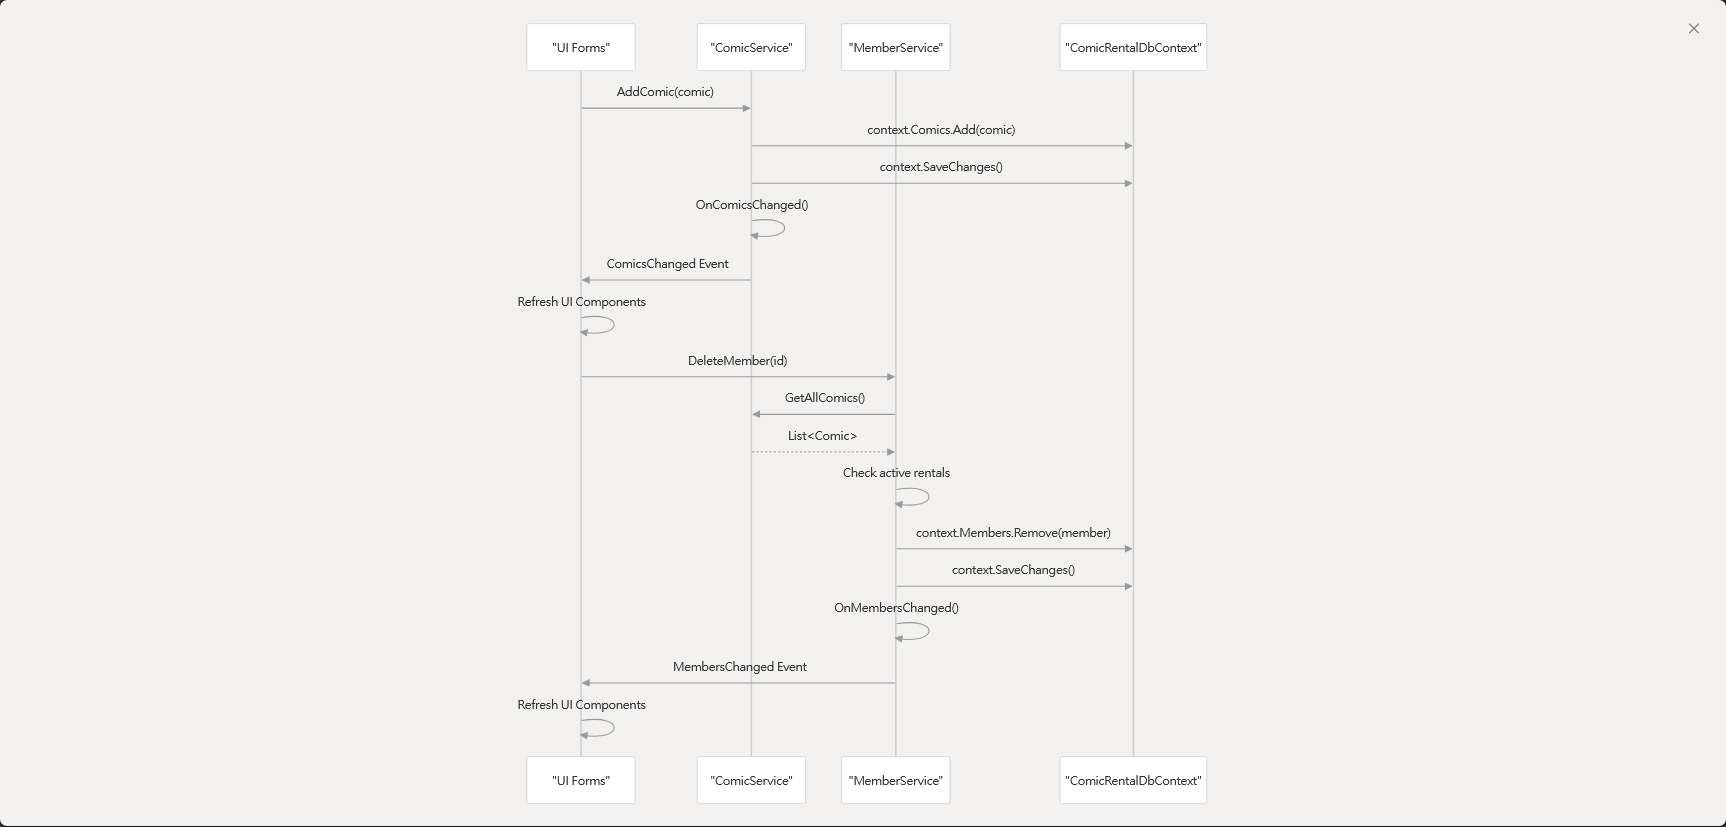 "UI Forms"
"ComicService"
"MemberService"
"ComicRentalDbContext"
AddComic(comic)
context.Comics.Add(comic)
context.SaveChanges()
OnComicsChanged()
ComicsChanged Event
Refresh UI Components
DeleteMember(id)
GetAllComics()
List<Comic>
Check active rentals
context.Members.Remove(member)
context.SaveChanges()
OnMembersChanged()
MembersChanged Event
Refresh UI Components
"UI Forms"
"ComicService"
"MemberService"
"ComicRentalDbContext"